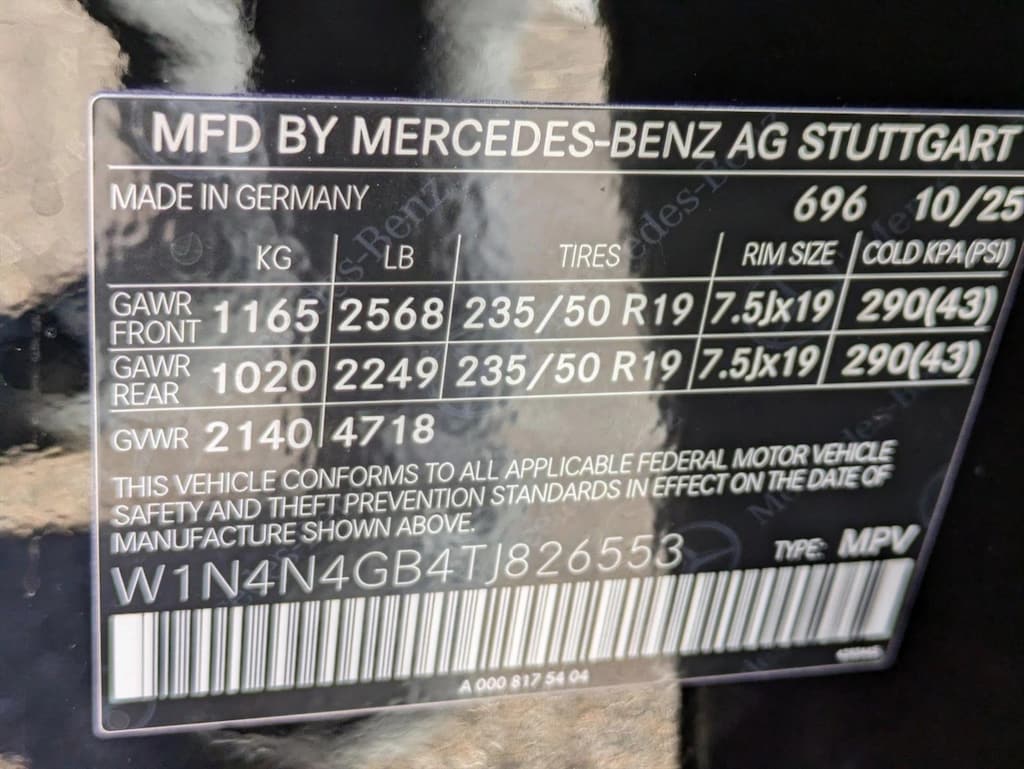 MFD BY MERCEDES-BENZ AG STUTTGART
MADE IN GERMANY 696 10/25
KG LB TIRES RIM SIZE COLD KPA (PSI)
GAWR FRONT 1165 2568 235/50 R19 7.5Jx19 290(43)
GAWR REAR 1020 2249 235/50 R19 7.5Jx19 290(43)
GVWR 2140 4718
THIS VEHICLE CONFORMS TO ALL APPLICABLE FEDERAL MOTOR VEHICLE
SAFETY AND THEFT PREVENTION STANDARDS IN EFFECT ON THE DATE OF
MANUFACTURE SHOWN ABOVE.
W1N4N4GB4TJ826553 TYPE: MPV
A 000 817 54 04